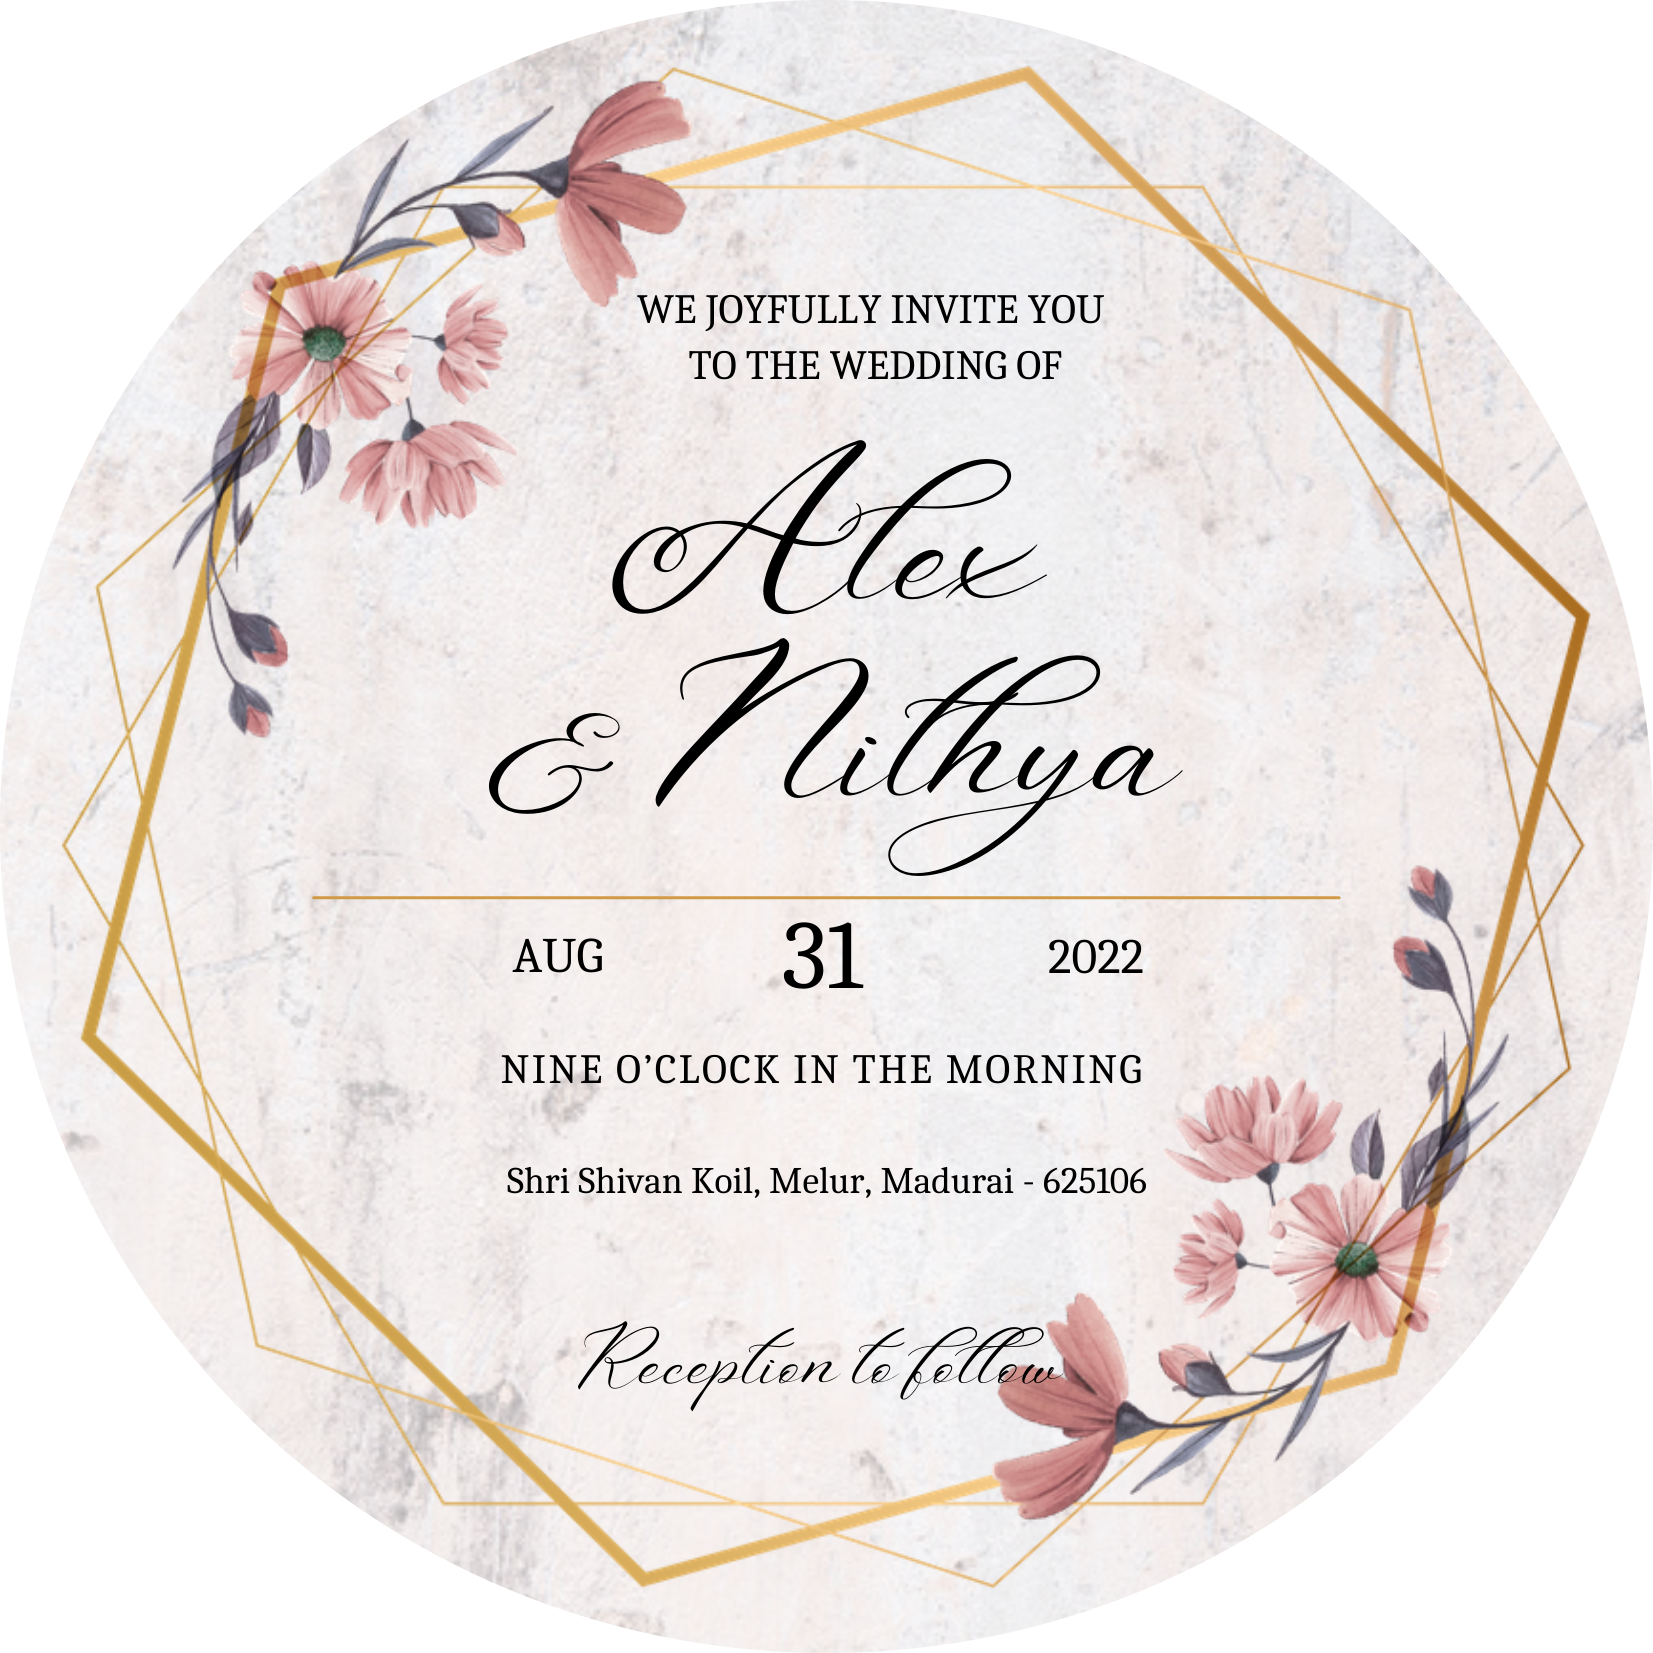 WE JOYFULLY INVITE YOU
TO THE WEDDING OF
Alex
& Nithya
AUG 31 2022
NINE O’CLOCK IN THE MORNING
Shri Shivan Koil, Melur, Madurai - 625106
Reception to follow